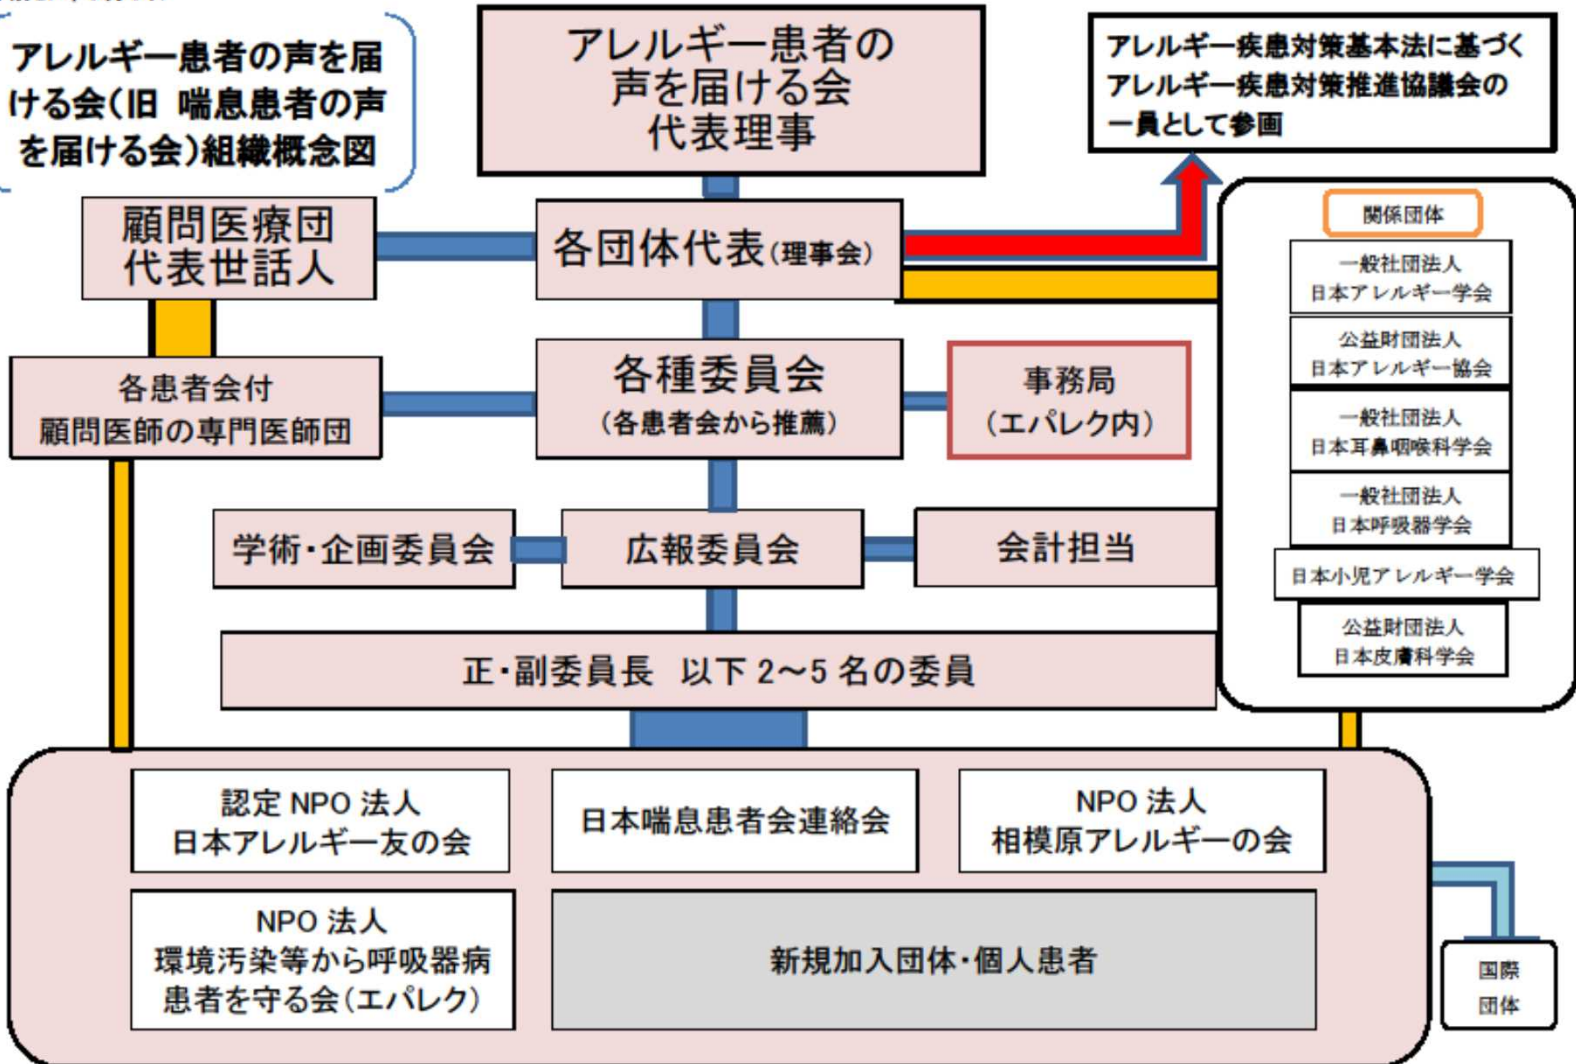 アレルギー患者の声を届
ける会(旧 喘息患者の声
を届ける会)組織概念図
アレルギー患者の
声を届ける会
代表理事
アレルギー疾患対策基本法に基づく
アレルギー疾患対策推進協議会の
一員として参画
顧問医療団
代表世話人
各団体代表(理事会)
関係団体
一般社団法人
日本アレルギー学会
公益財団法人
日本アレルギー協会
一般社団法人
日本耳鼻咽喉科学会
一般社団法人
日本呼吸器学会
日本小児アレルギー学会
公益財団法人
日本皮膚科学会
各患者会付
顧問医師の専門医師団
各種委員会
(各患者会から推薦)
事務局
(エパレク内)
学術・企画委員会
広報委員会
会計担当
正・副委員長 以下 2～5 名の委員
認定 NPO 法人
日本アレルギー友の会
日本喘息患者会連絡会
NPO 法人
相模原アレルギーの会
NPO 法人
環境汚染等から呼吸器病
患者を守る会(エパレク)
新規加入団体・個人患者
国際
団体